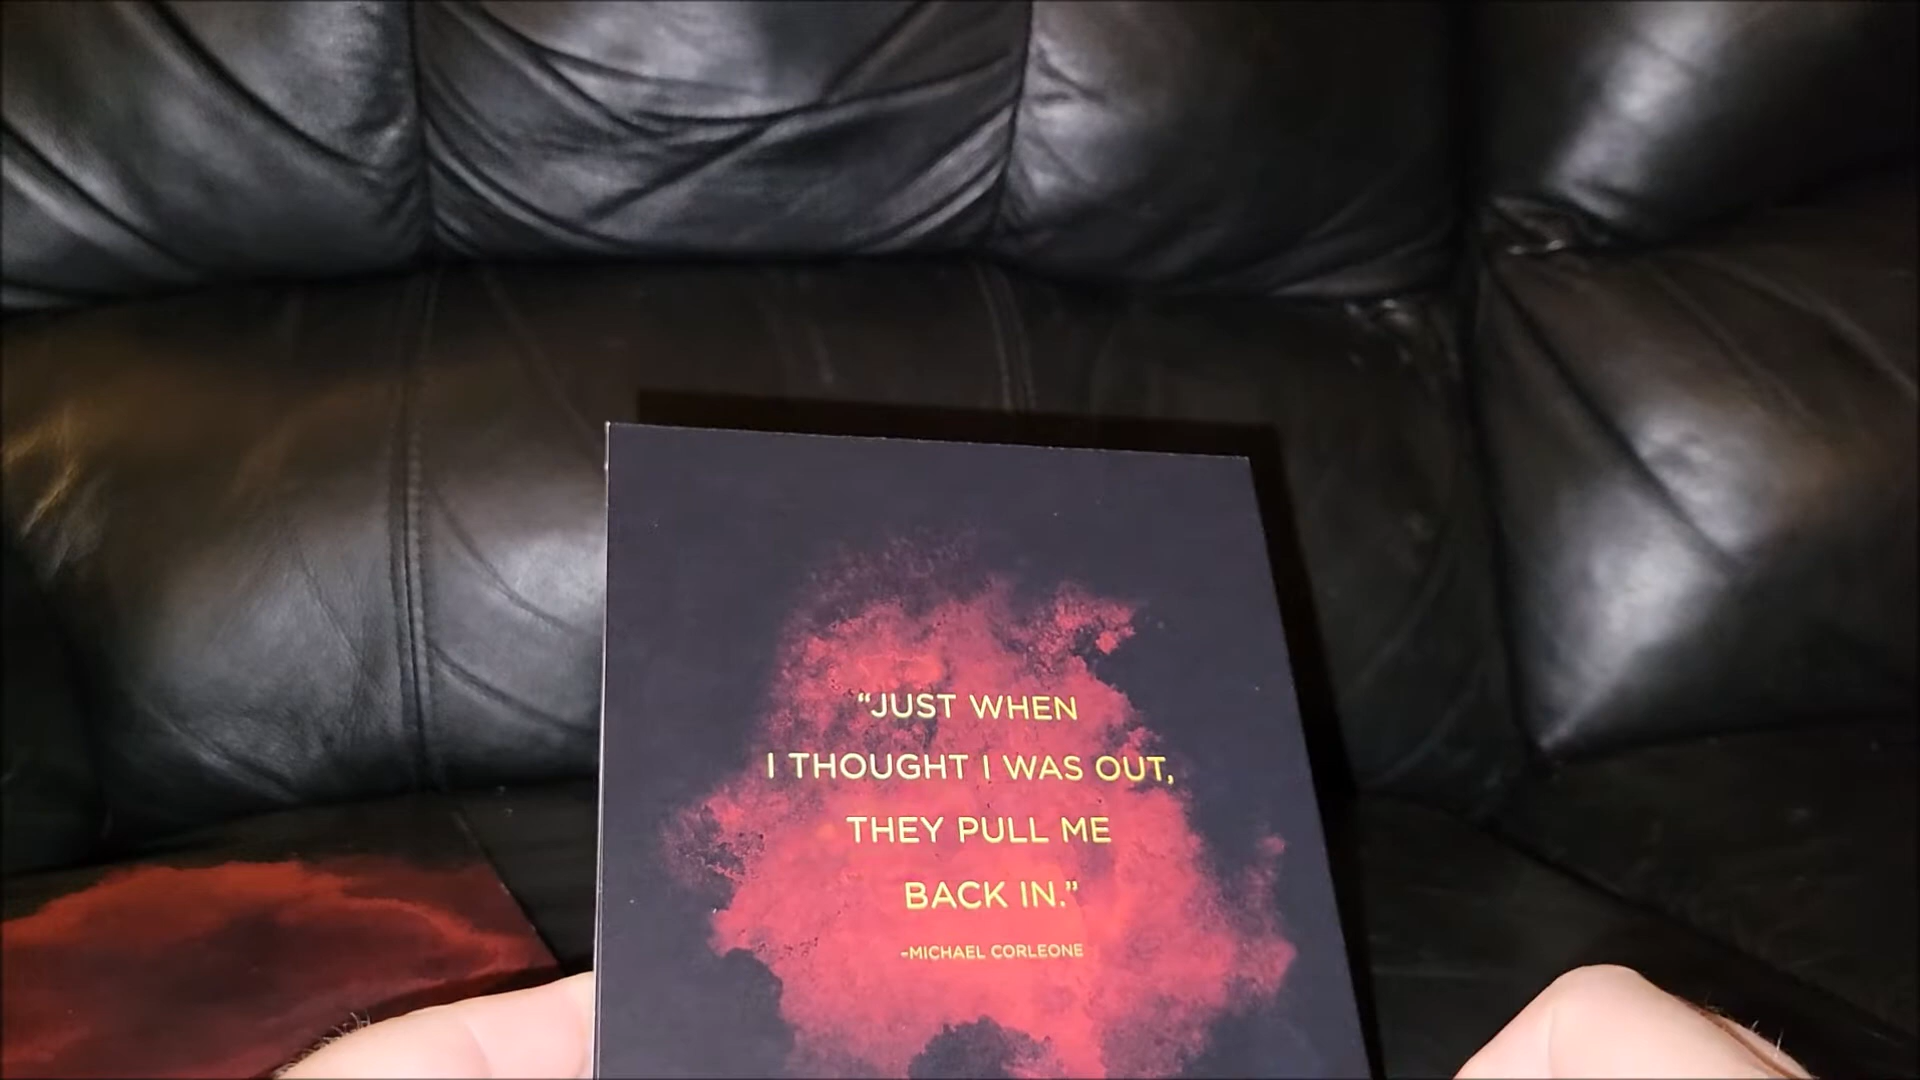 “JUST WHEN
I THOUGHT I WAS OUT,
THEY PULL ME
BACK IN.”
-MICHAEL CORLEONE